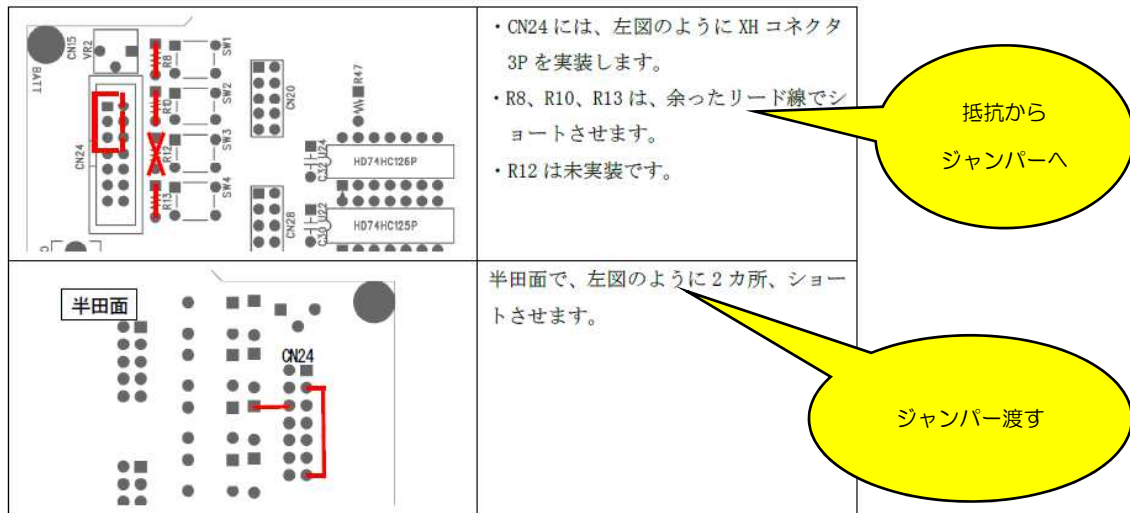 CN15
VR2
BATT
CN24
R8
R10
R12
R13
SW1
SW2
SW3
SW4
CN20
CN28
R47
U24
C32
HD74HC126P
U22
C30
HD74HC125P
C
・CN24 には、左図のように XH コネクタ
3P を実装します。
・R8、R10、R13 は、余ったリード線でシ
ョートさせます。
・R12 は未実装です。
抵抗から
ジャンパーへ
半田面
CN24
半田面で、左図のように 2 カ所、ショー
トさせます。
ジャンパー渡す